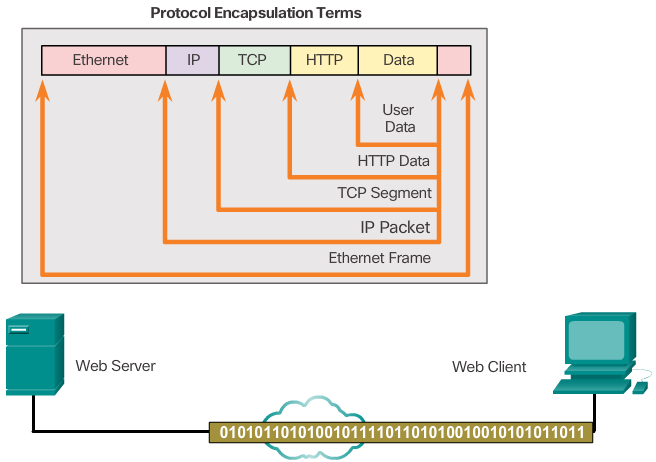 Protocol Encapsulation Terms
Ethernet IP TCP HTTP Data
User
Data
HTTP Data
TCP Segment
IP Packet
Ethernet Frame
Web Server
Web Client
0101011010100101111011010100100101010111011